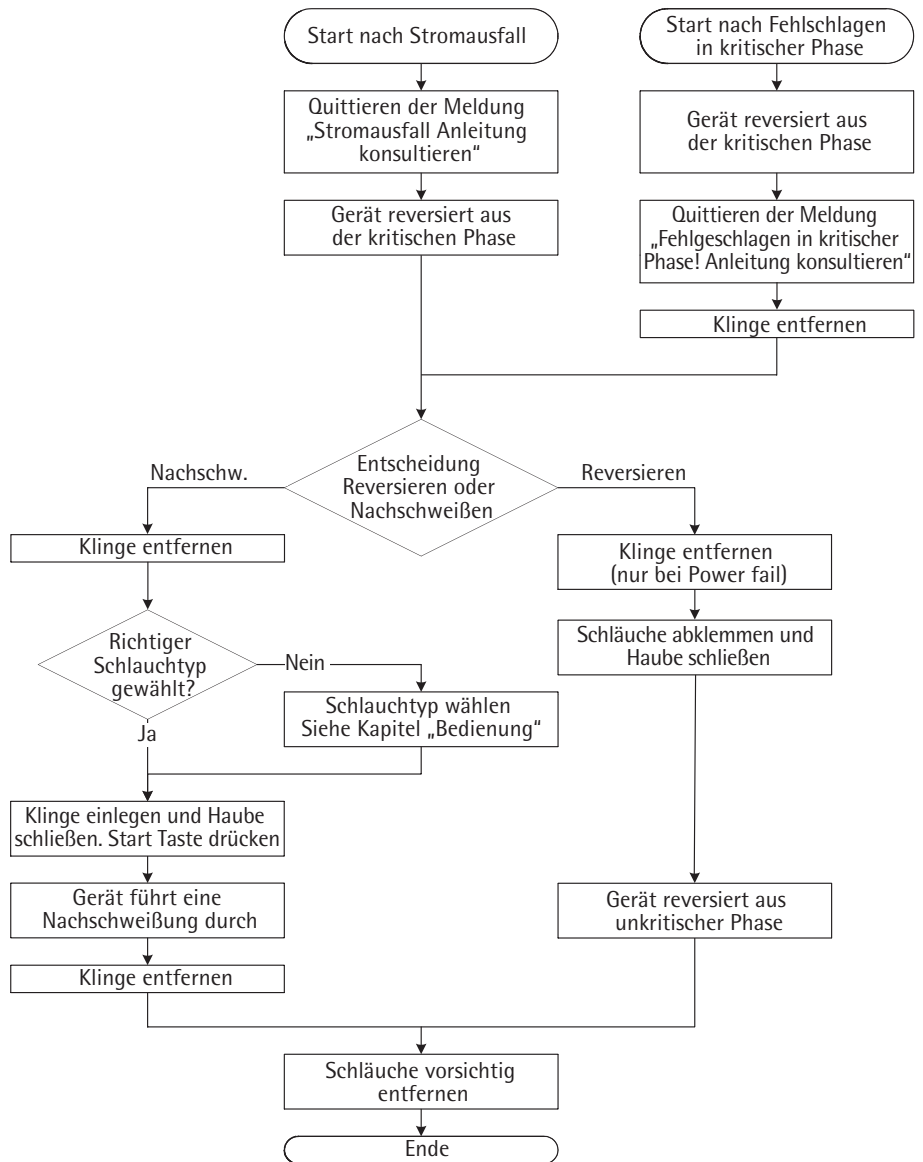 Start nach Stromausfall
Start nach Fehlschlagen
in kritischer Phase
Quittieren der Meldung
„Stromausfall Anleitung
konsultieren“
Gerät reversiert aus
der kritischen Phase
Gerät reversiert aus
der kritischen Phase
Quittieren der Meldung
„Fehlgeschlagen in kritischer
Phase! Anleitung konsultieren“
Klinge entfernen
Entscheidung
Reversieren oder
Nachschweißen
Nachschw.
Reversieren
Klinge entfernen
Klinge entfernen
(nur bei Power fail)
Richtiger
Schlauchtyp
gewählt?
Nein
Ja
Schläuche abklemmen und
Haube schließen
Schlauchtyp wählen
Siehe Kapitel „Bedienung“
Klinge einlegen und Haube
schließen. Start Taste drücken
Gerät führt eine
Nachschweißung durch
Gerät reversiert aus
unkritischer Phase
Klinge entfernen
Schläuche vorsichtig
entfernen
Ende